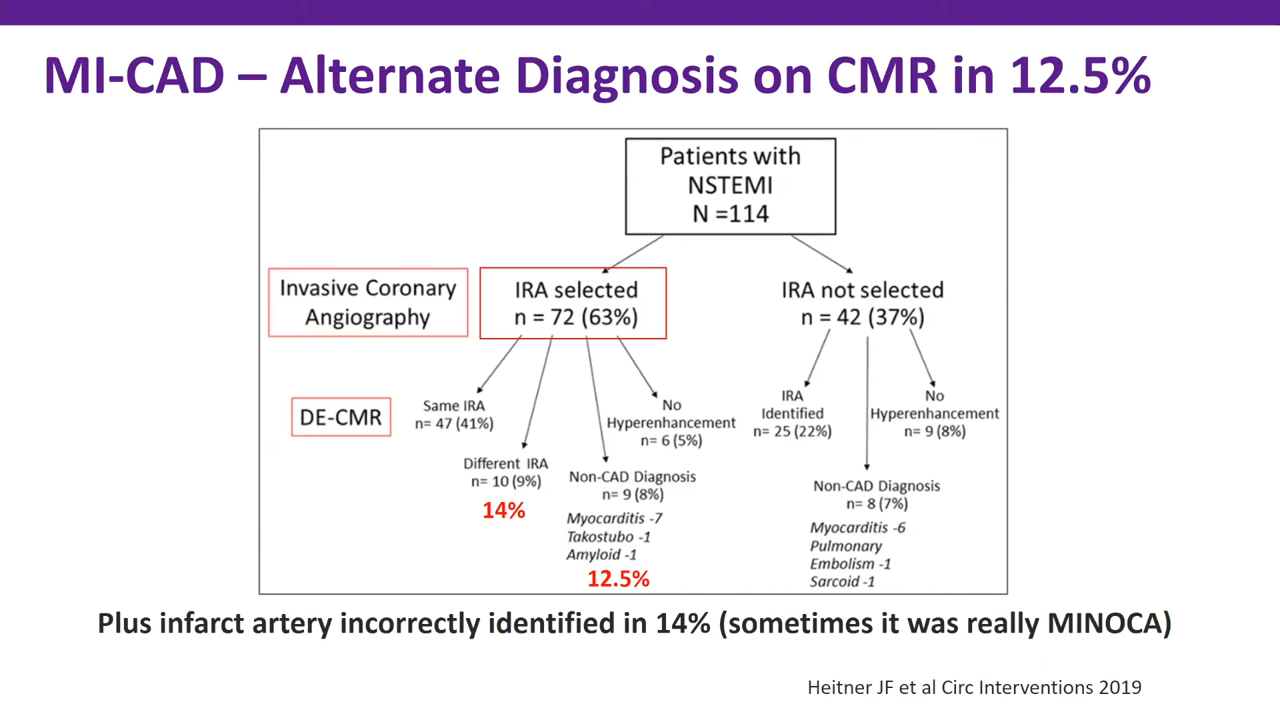 MI-CAD – Alternate Diagnosis on CMR in 12.5%
Patients with
NSTEMI
N =114
Invasive Coronary
Angiography
IRA selected
n = 72 (63%)
IRA not selected
n = 42 (37%)
DE-CMR
Same IRA
n= 47 (41%)
Different IRA
n= 10 (9%)
14%
Non-CAD Diagnosis
n= 9 (8%)
Myocarditis -7
Takostubo -1
Amyloid -1
12.5%
No
Hyperenhancement
n= 6 (5%)
IRA
Identified
n= 25 (22%)
Non-CAD Diagnosis
n= 8 (7%)
Myocarditis -6
Pulmonary
Embolism -1
Sarcoid -1
No
Hyperenhancement
n= 9 (8%)
Plus infarct artery incorrectly identified in 14% (sometimes it was really MINOCA)
Heitner JF et al Circ Interventions 2019